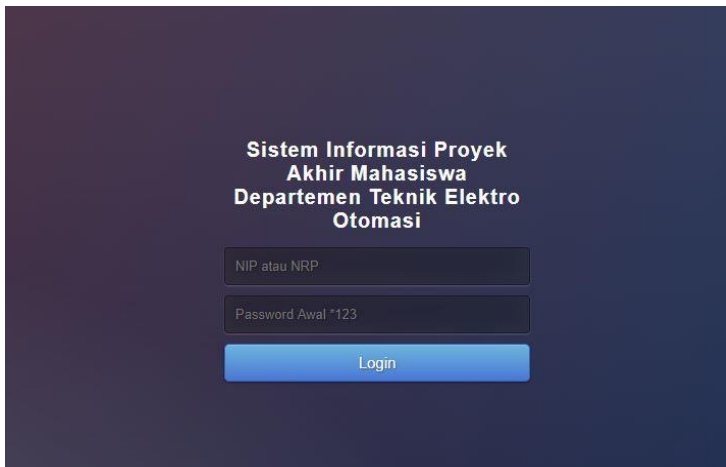 Sistem Informasi Proyek
Akhir Mahasiswa
Departemen Teknik Elektro
Otomasi
NIP atau NRP
Password Awal *123
Login